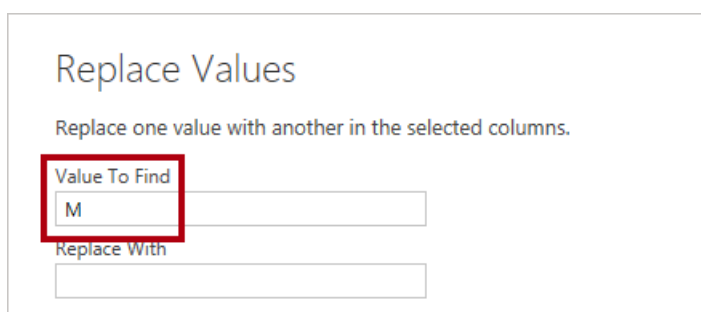 Replace Values
Replace one value with another in the selected columns.
Value To Find
M
Replace With